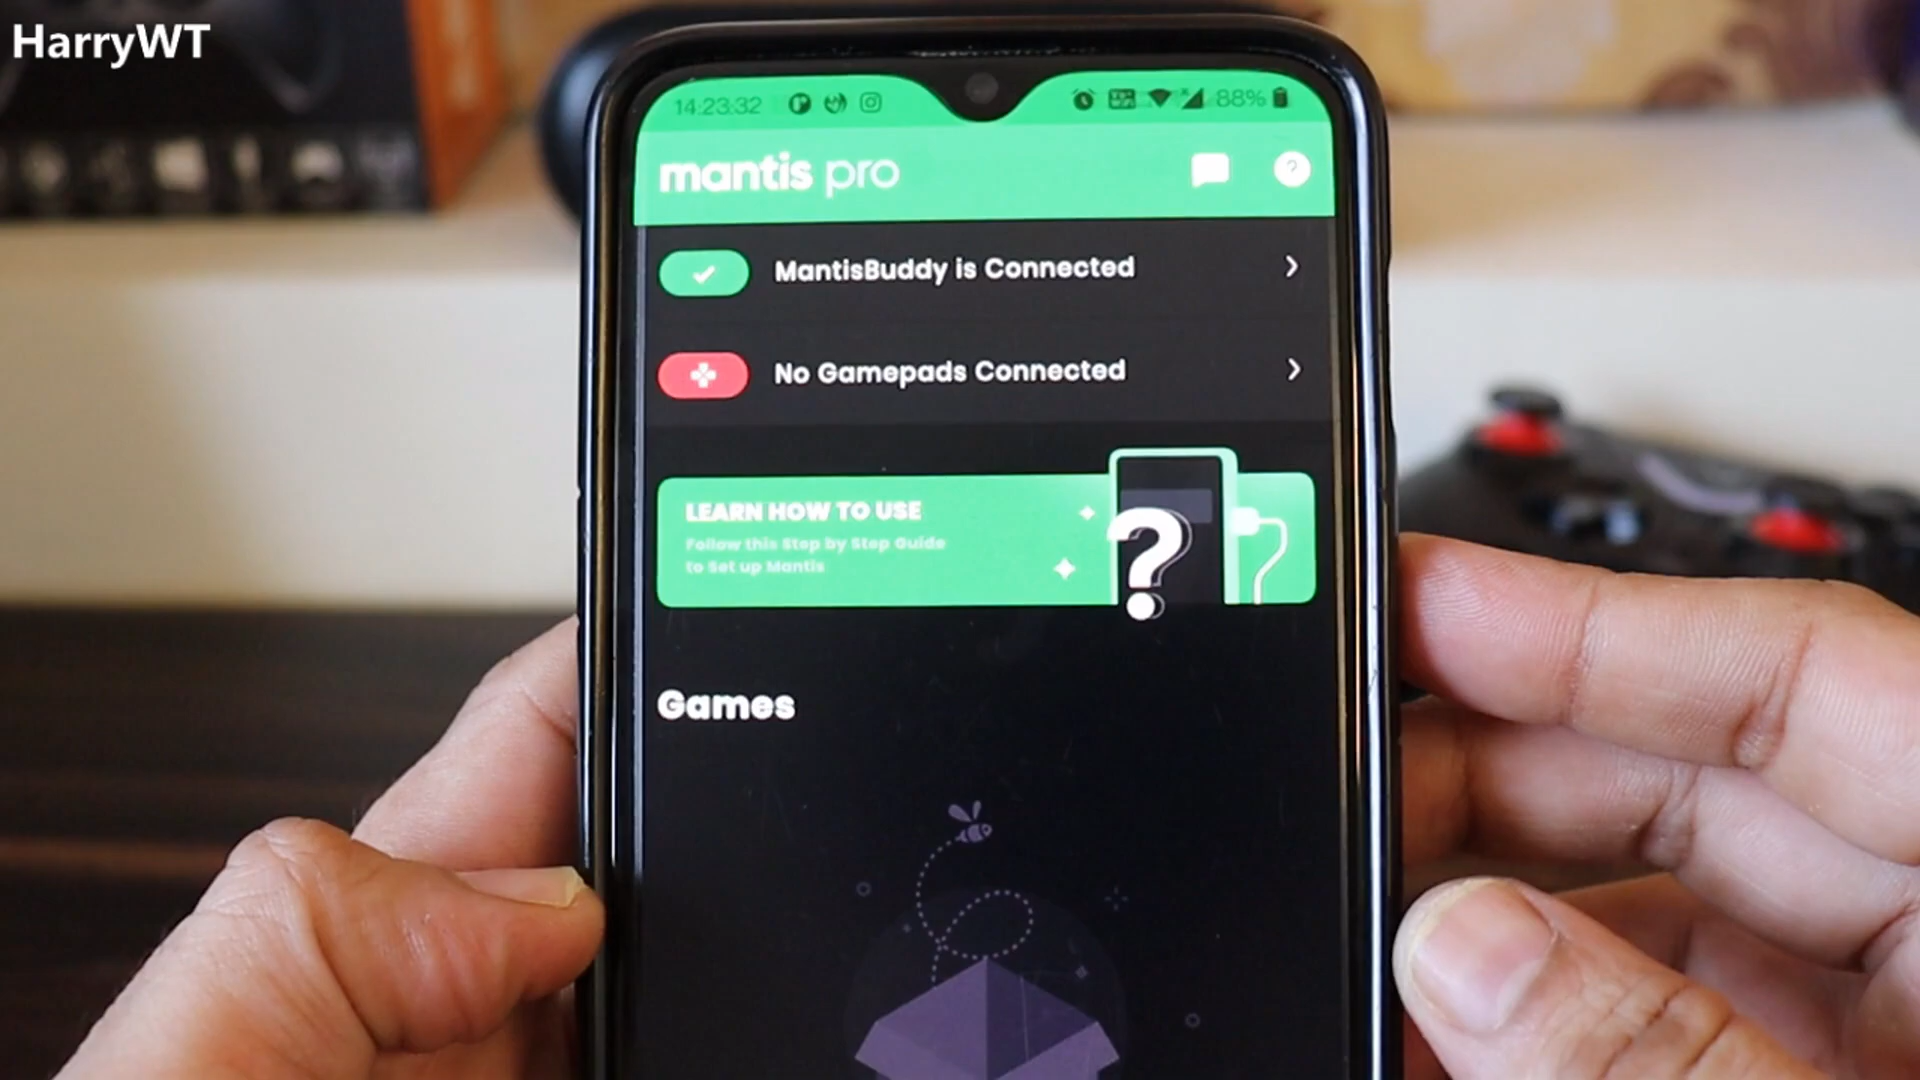 HarryWT
14:23:32
88%
mantis pro
?
MantisBuddy is Connected
No Gamepads Connected
LEARN HOW TO USE
Follow this Step by Step Guide
to Set up Mantis
?
Games